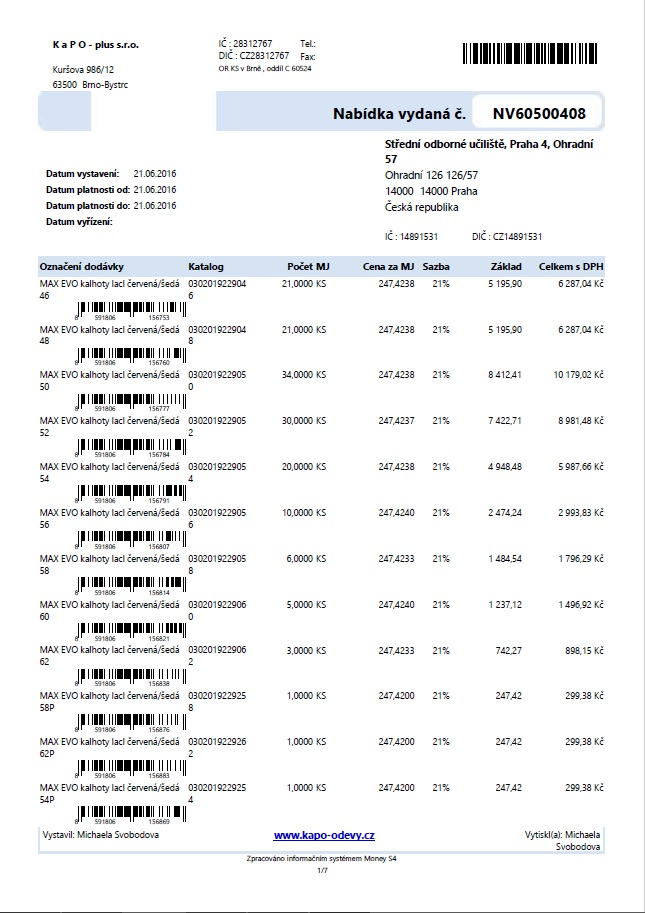 K a P O - plus s.r.o.
IČ : 28312767 Tel.:
DIČ : CZ28312767 Fax:
OR KS v Brně , oddíl C 60524
Kuršova 986/12
63500 Brno-Bystrc
Nabídka vydaná č. NV60500408
Střední odborné učiliště, Praha 4, Ohradní
57
Ohradní 126 126/57
14000 14000 Praha
Česká republika
IČ : 14891531 DIČ : CZ14891531
Datum vystavení: 21.06.2016
Datum platnosti od: 21.06.2016
Datum platnosti do: 21.06.2016
Datum vyřízení:
Označení dodávky Katalog Počet MJ Cena za MJ Sazba Základ Celkem s DPH
MAX EVO kalhoty lacl červená/šedá 030201922904 21,0000 KS 247,4238 21% 5 195,90 6 287,04 Kč
46 6
8 591806 156753
MAX EVO kalhoty lacl červená/šedá 030201922904 21,0000 KS 247,4238 21% 5 195,90 6 287,04 Kč
48 8
8 591806 156760
MAX EVO kalhoty lacl červená/šedá 030201922905 34,0000 KS 247,4238 21% 8 412,41 10 179,02 Kč
50 0
8 591806 156777
MAX EVO kalhoty lacl červená/šedá 030201922905 30,0000 KS 247,4237 21% 7 422,71 8 981,48 Kč
52 2
8 591806 156784
MAX EVO kalhoty lacl červená/šedá 030201922905 20,0000 KS 247,4238 21% 4 948,48 5 987,66 Kč
54 4
8 591806 156791
MAX EVO kalhoty lacl červená/šedá 030201922905 10,0000 KS 247,4240 21% 2 474,24 2 993,83 Kč
56 6
8 591806 156807
MAX EVO kalhoty lacl červená/šedá 030201922905 6,0000 KS 247,4233 21% 1 484,54 1 796,29 Kč
58 8
8 591806 156814
MAX EVO kalhoty lacl červená/šedá 030201922906 5,0000 KS 247,4240 21% 1 237,12 1 496,92 Kč
60 0
8 591806 156821
MAX EVO kalhoty lacl červená/šedá 030201922906 3,0000 KS 247,4233 21% 742,27 898,15 Kč
62 2
8 591806 156838
MAX EVO kalhoty lacl červená/šedá 030201922925 1,0000 KS 247,4200 21% 247,42 299,38 Kč
58P 8
8 591806 156876
MAX EVO kalhoty lacl červená/šedá 030201922926 1,0000 KS 247,4200 21% 247,42 299,38 Kč
62P 2
8 591806 156883
MAX EVO kalhoty lacl červená/šedá 030201922925 1,0000 KS 247,4200 21% 247,42 299,38 Kč
54P 4
8 591806 156869
Vystavil: Michaela Svobodova www.kapo-odevy.cz Vytiskl(a): Michaela
Svobodova
Zpracováno informačním systémem Money S4
1/7